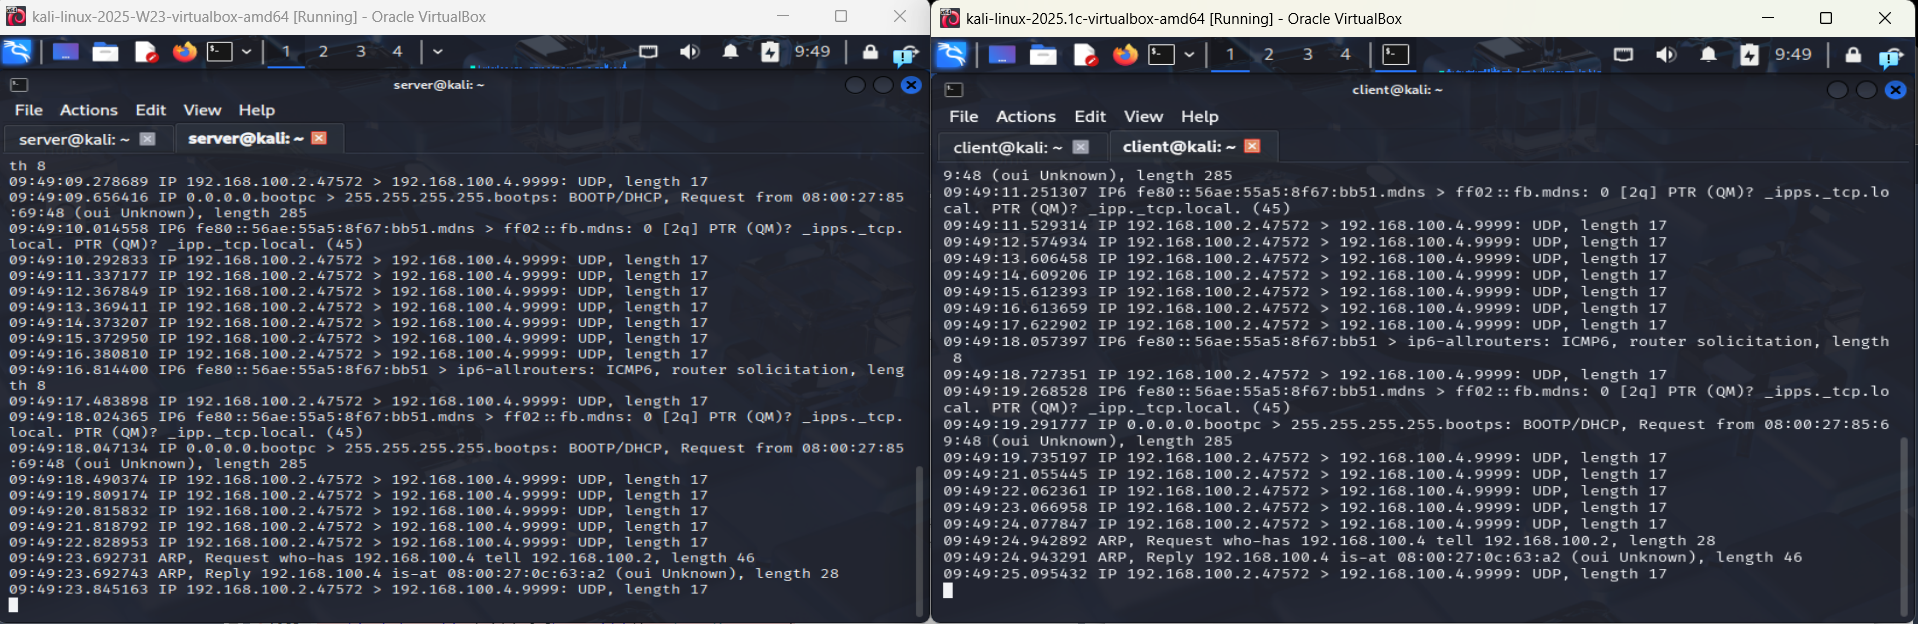 kali-linux-2025-W23-virtualbox-amd64 [Running] - Oracle VirtualBox
1 2 3 4 9:49
server@kali: ~
File Actions Edit View Help
server@kali: ~ server@kali: ~
th 8
09:49:09.278689 IP 192.168.100.2.47572 > 192.168.100.4.9999: UDP, length 17
09:49:09.656416 IP 0.0.0.0.bootpc > 255.255.255.255.bootps: BOOTP/DHCP, Request from 08:00:27:85
:69:48 (oui Unknown), length 285
09:49:10.014558 IP6 fe80::56ae:55a5:8f67:bb51.mdns > ff02::fb.mdns: 0 [2q] PTR (QM)? _ipps._tcp.
local. PTR (QM)? _ipp._tcp.local. (45)
09:49:10.292833 IP 192.168.100.2.47572 > 192.168.100.4.9999: UDP, length 17
09:49:11.337177 IP 192.168.100.2.47572 > 192.168.100.4.9999: UDP, length 17
09:49:12.367849 IP 192.168.100.2.47572 > 192.168.100.4.9999: UDP, length 17
09:49:13.369411 IP 192.168.100.2.47572 > 192.168.100.4.9999: UDP, length 17
09:49:14.373207 IP 192.168.100.2.47572 > 192.168.100.4.9999: UDP, length 17
09:49:15.372950 IP 192.168.100.2.47572 > 192.168.100.4.9999: UDP, length 17
09:49:16.380810 IP 192.168.100.2.47572 > 192.168.100.4.9999: UDP, length 17
09:49:16.814400 IP6 fe80::56ae:55a5:8f67:bb51 > ip6-allrouters: ICMP6, router solicitation, leng
th 8
09:49:17.483898 IP 192.168.100.2.47572 > 192.168.100.4.9999: UDP, length 17
09:49:18.024365 IP6 fe80::56ae:55a5:8f67:bb51.mdns > ff02::fb.mdns: 0 [2q] PTR (QM)? _ipps._tcp.
local. PTR (QM)? _ipp._tcp.local. (45)
09:49:18.047134 IP 0.0.0.0.bootpc > 255.255.255.255.bootps: BOOTP/DHCP, Request from 08:00:27:85
:69:48 (oui Unknown), length 285
09:49:18.490374 IP 192.168.100.2.47572 > 192.168.100.4.9999: UDP, length 17
09:49:19.809174 IP 192.168.100.2.47572 > 192.168.100.4.9999: UDP, length 17
09:49:20.815832 IP 192.168.100.2.47572 > 192.168.100.4.9999: UDP, length 17
09:49:21.818792 IP 192.168.100.2.47572 > 192.168.100.4.9999: UDP, length 17
09:49:22.828953 IP 192.168.100.2.47572 > 192.168.100.4.9999: UDP, length 17
09:49:23.692731 ARP, Request who-has 192.168.100.4 tell 192.168.100.2, length 46
09:49:23.692743 ARP, Reply 192.168.100.4 is-at 08:00:27:0c:63:a2 (oui Unknown), length 28
09:49:23.845163 IP 192.168.100.2.47572 > 192.168.100.4.9999: UDP, length 17
kali-linux-2025.1c-virtualbox-amd64 [Running] - Oracle VirtualBox
1 2 3 4 9:49
client@kali: ~
File Actions Edit View Help
client@kali: ~ client@kali: ~
9:48 (oui Unknown), length 285
09:49:11.251307 IP6 fe80::56ae:55a5:8f67:bb51.mdns > ff02::fb.mdns: 0 [2q] PTR (QM)? _ipps._tcp.lo
cal. PTR (QM)? _ipp._tcp.local. (45)
09:49:11.529314 IP 192.168.100.2.47572 > 192.168.100.4.9999: UDP, length 17
09:49:12.574934 IP 192.168.100.2.47572 > 192.168.100.4.9999: UDP, length 17
09:49:13.606458 IP 192.168.100.2.47572 > 192.168.100.4.9999: UDP, length 17
09:49:14.609206 IP 192.168.100.2.47572 > 192.168.100.4.9999: UDP, length 17
09:49:15.612393 IP 192.168.100.2.47572 > 192.168.100.4.9999: UDP, length 17
09:49:16.613659 IP 192.168.100.2.47572 > 192.168.100.4.9999: UDP, length 17
09:49:17.622902 IP 192.168.100.2.47572 > 192.168.100.4.9999: UDP, length 17
09:49:18.057397 IP6 fe80::56ae:55a5:8f67:bb51 > ip6-allrouters: ICMP6, router solicitation, length
8
09:49:18.727351 IP 192.168.100.2.47572 > 192.168.100.4.9999: UDP, length 17
09:49:19.268528 IP6 fe80::56ae:55a5:8f67:bb51.mdns > ff02::fb.mdns: 0 [2q] PTR (QM)? _ipps._tcp.lo
cal. PTR (QM)? _ipp._tcp.local. (45)
09:49:19.291777 IP 0.0.0.0.bootpc > 255.255.255.255.bootps: BOOTP/DHCP, Request from 08:00:27:85:6
9:48 (oui Unknown), length 285
09:49:19.735197 IP 192.168.100.2.47572 > 192.168.100.4.9999: UDP, length 17
09:49:21.055445 IP 192.168.100.2.47572 > 192.168.100.4.9999: UDP, length 17
09:49:22.062361 IP 192.168.100.2.47572 > 192.168.100.4.9999: UDP, length 17
09:49:23.066958 IP 192.168.100.2.47572 > 192.168.100.4.9999: UDP, length 17
09:49:24.077847 IP 192.168.100.2.47572 > 192.168.100.4.9999: UDP, length 17
09:49:24.942892 ARP, Request who-has 192.168.100.4 tell 192.168.100.2, length 28
09:49:24.943291 ARP, Reply 192.168.100.4 is-at 08:00:27:0c:63:a2 (oui Unknown), length 46
09:49:25.095432 IP 192.168.100.2.47572 > 192.168.100.4.9999: UDP, length 17